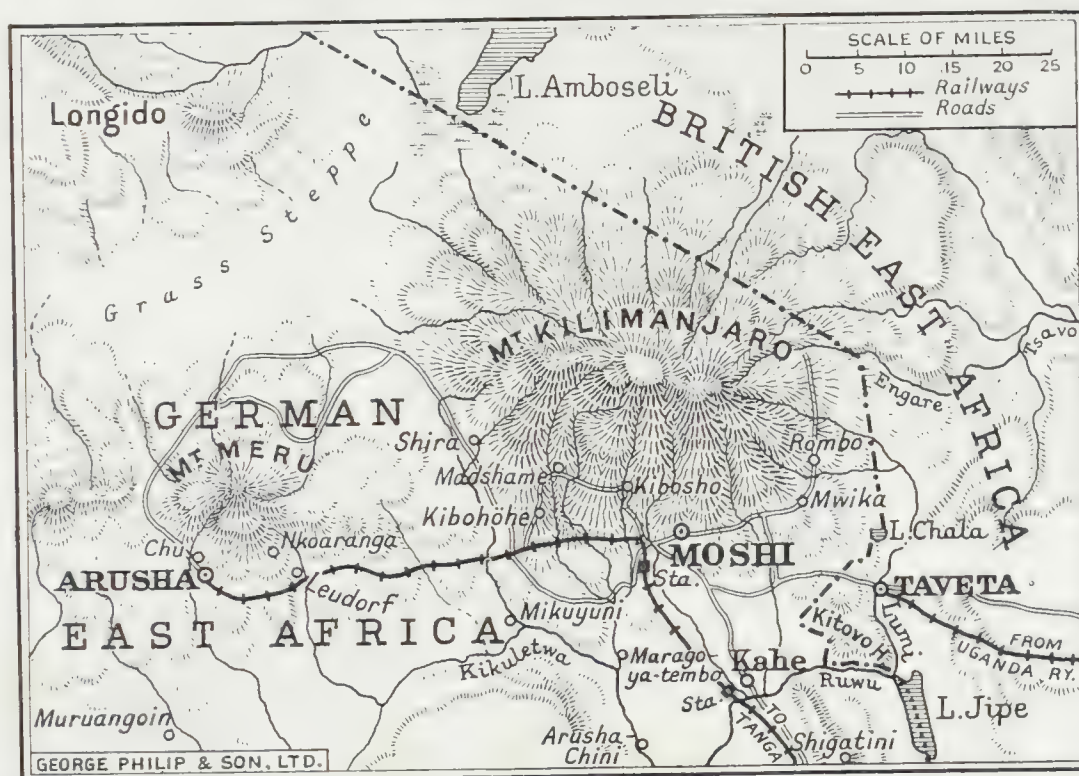 SCALE OF MILES
0 5 10 15 20 25
Railways
Roads
Longido
L. Amboseli
BRITISH EAST AFRICA
Grass Steppe
Mᵀ KILIMANJARO
Tsavo
Engare
GERMAN
EAST AFRICA
Mᵀ MERU
Shira
Madshame
Kibosho
Kibohöhe
Rombo
Mwika
L. Chala
Chu
Nkoaranga
MOSHI
Sta.
ARUSHA
Leudorf
TAVETA
Mikuyuni
Kitovo H.
Lumi
FROM
UGANDA RY.
Kikuletwa
Marago-
ya-tembo
Kahe
Ruwu
Sta.
TO
TANGA
L. Jipe
Muruangoin
Arusha
Chini
Shigatini
GEORGE PHILIP & SON, LTD.